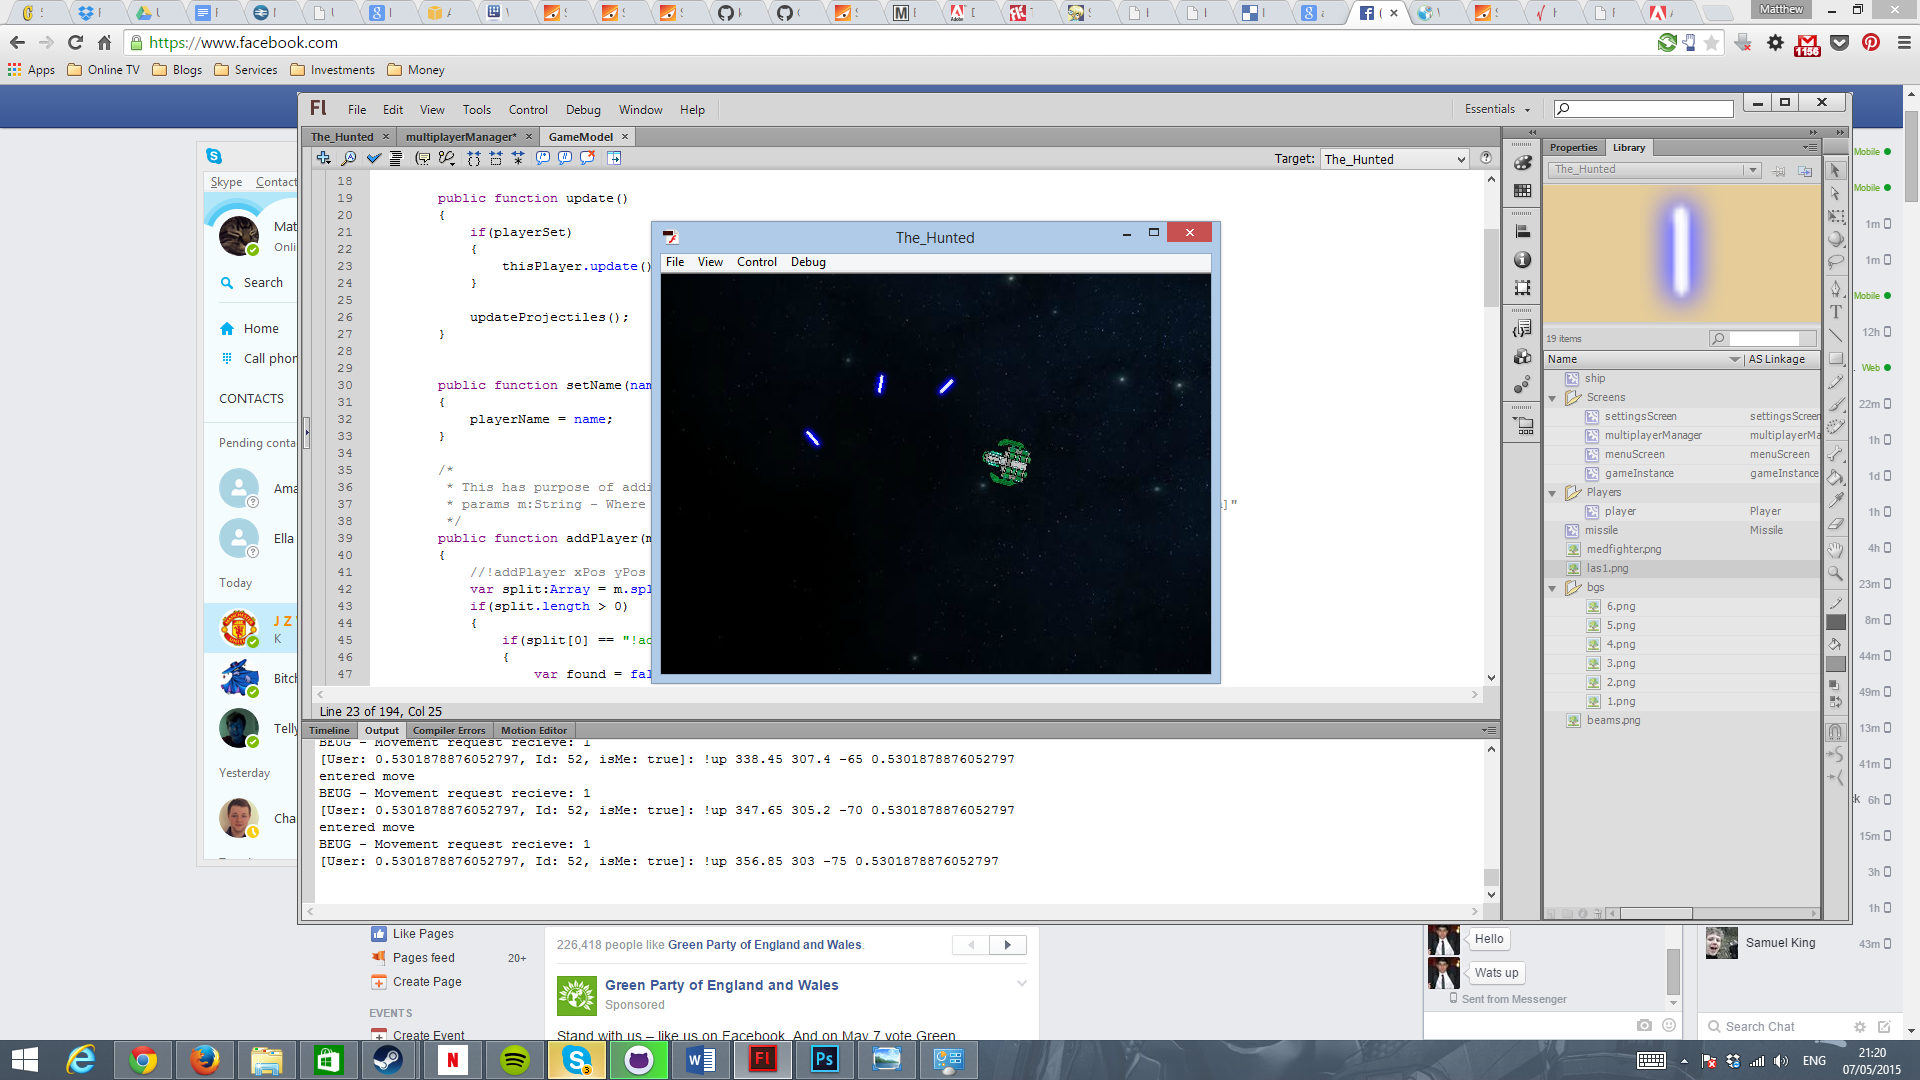 Matthew
https://www.facebook.com
1156
Apps
Online TV
Blogs
Services
Investments
Money
Fl
File Edit View Tools Control Debug Window Help
Essentials
The_Hunted
multiplayerManager*
GameModel
Target: The_Hunted
18
19 public function update()
20 {
21 if(playerSet)
22 {
23 thisPlayer.update()
24 }
25
26 updateProjectiles();
27 }
28
29
30 public function setName(nam
31 {
32 playerName = name;
33 }
34
35 /*
36 * This has purpose of addi
37 * params m:String - Where
38 */
39 public function addPlayer(m
40 {
41 //!addPlayer xPos yPos
42 var split:Array = m.spl
43 if(split.length > 0)
44 {
45 if(split[0] == "!ad
46 {
47 var found = fal
Line 23 of 194, Col 25
The_Hunted
File View Control Debug
Timeline Output Compiler Errors Motion Editor
BEUG - Movement request recieve: 1
[User: 0.5301878876052797, Id: 52, isMe: true]: !up 338.45 307.4 -65 0.5301878876052797
entered move
BEUG - Movement request recieve: 1
[User: 0.5301878876052797, Id: 52, isMe: true]: !up 347.65 305.2 -70 0.5301878876052797
entered move
BEUG - Movement request recieve: 1
[User: 0.5301878876052797, Id: 52, isMe: true]: !up 356.85 303 -75 0.5301878876052797
Properties Library
The_Hunted
19 items
Name AS Linkage
ship
Screens
settingsScreen settingsScreen
multiplayerManager multiplayerMa
menuScreen menuScreen
gameInstance gameInstance
Players
player Player
missile Missile
medfighter.png
las1.png
bgs
6.png
5.png
4.png
3.png
2.png
1.png
beams.png
Skype Contact
Mat
Onli
Search
Home
Call phon
CONTACTS
Pending conta
Ama
Ella
Today
J Z
K
Bitch
Telly
Yesterday
Cha
Mobile
Mobile
1m
1m
Mobile
12h
Web
22m
1h
1d
1h
4h
23m
8m
44m
49m
13m
41m
ck 6h
15m
3h
1h
Samuel King 43m
Like Pages
Pages feed 20+
Create Page
EVENTS
Create Event
226,418 people like Green Party of England and Wales.
Green Party of England and Wales
Sponsored
Stand with us – like us on Facebook. And on May 7 vote Green
Hello
Wats up
Sent from Messenger
Search Chat
ENG
21:20
07/05/2015